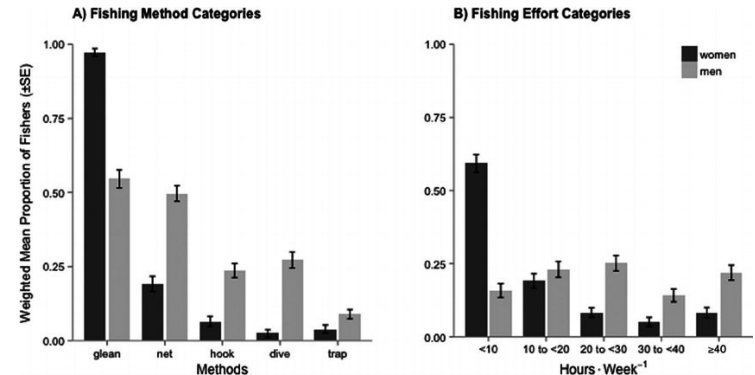 A) Fishing Method Categories
B) Fishing Effort Categories
Weighted Mean Proportion of Fishers (±SE)
1.00
0.75
0.50
0.25
0.00
glean net hook dive trap
Methods
1.00
0.75
0.50
0.25
0.00
women
men
<10 10 to <20 20 to <30 30 to <40 ≥40
Hours·Week⁻¹